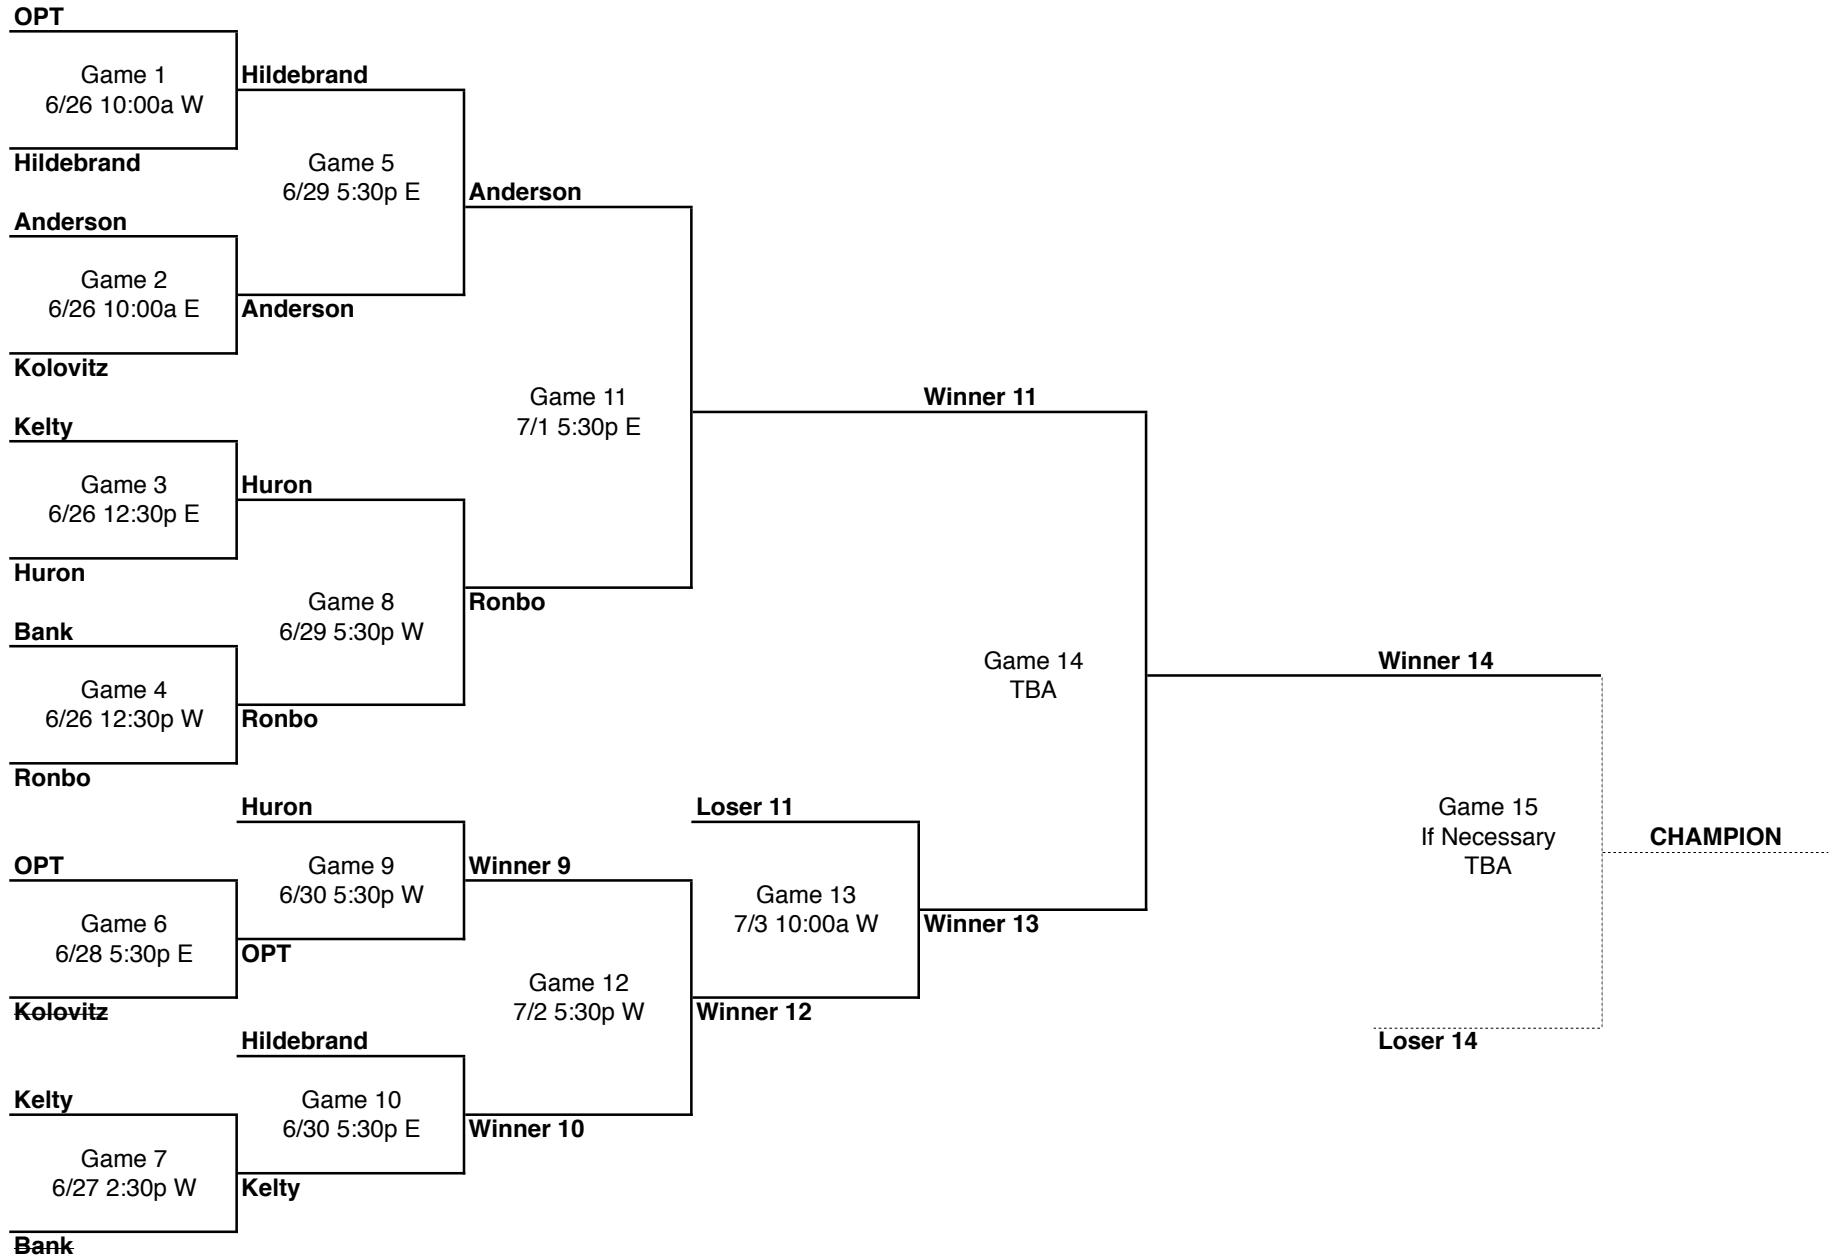 OPT
Game 1
6/26 10:00a W
Hildebrand
Hildebrand
Game 5
6/29 5:30p E
Anderson
Anderson
Game 2
6/26 10:00a E
Anderson
Kolovitz
Game 11
7/1 5:30p E
Winner 11
Kelty
Game 3
6/26 12:30p E
Huron
Huron
Game 8
6/29 5:30p W
Ronbo
Bank
Game 4
6/26 12:30p W
Ronbo
Ronbo
Game 14
TBA
Winner 14
Huron
Game 9
6/30 5:30p W
Winner 9
OPT
Game 6
6/28 5:30p E
OPT
Kolovitz
Loser 11
Game 13
7/3 10:00a W
Winner 13
Game 12
7/2 5:30p W
Winner 12
Hildebrand
Game 10
6/30 5:30p E
Winner 10
Kelty
Game 7
6/27 2:30p W
Kelty
Bank
Game 15
If Necessary
TBA
CHAMPION
Loser 14